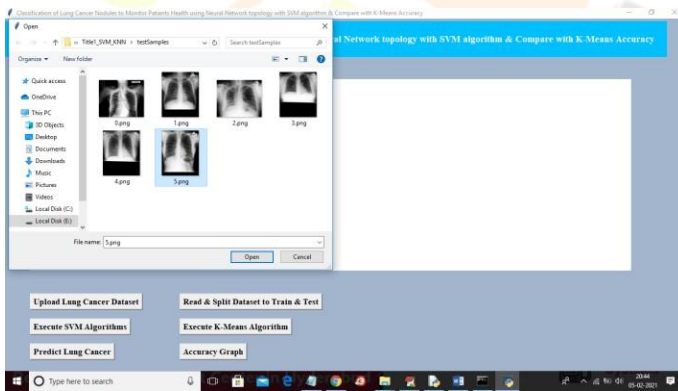 Classification of Lung Cancer Nodules to Monitor Patients Health using Neural Network topology with SVM algorithm & Compare with K-Means Accuracy
Open
al Network topology with SVM algorithm & Compare with K-Means Accuracy
« Title1_SVM_KNN › testSamples
Search testSamples
Organize
New folder
Quick access
OneDrive
This PC
3D Objects
Desktop
Documents
Downloads
Music
Pictures
Videos
Local Disk (C:)
Local Disk (E:)
0.png
1.png
2.png
3.png
4.png
5.png
File name: 5.png
Open
Cancel
Upload Lung Cancer Dataset
Read & Split Dataset to Train & Test
Execute SVM Algorithms
Execute K-Means Algorithm
Predict Lung Cancer
Accuracy Graph
Type here to search
20:44
05-02-2021